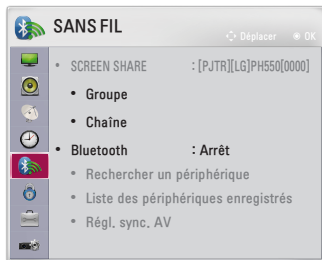 SANS FIL
Déplacer OK
• SCREEN SHARE : [PJTR][LG]PH550[0000]
• Groupe
• Chaîne
• Bluetooth : Arrêt
• Rechercher un périphérique
• Liste des périphériques enregistrés
• Régl. sync. AV